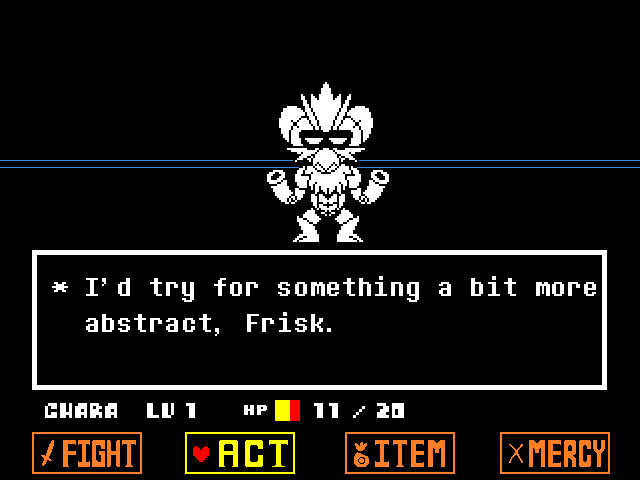 * I'd try for something a bit more
abstract, Frisk.
CHARA LV 1 HP 11 / 20
FIGHT ACT ITEM MERCY